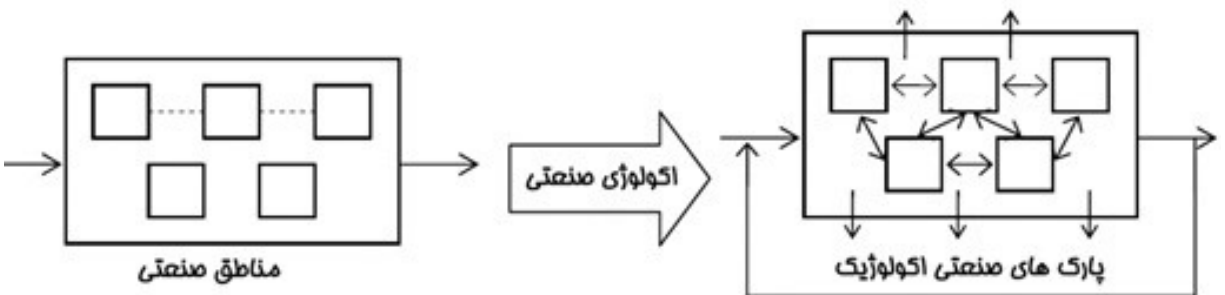 مناطق صنعتی
اکولوژی صنعتی
پارک های صنعتی اکولوژیک